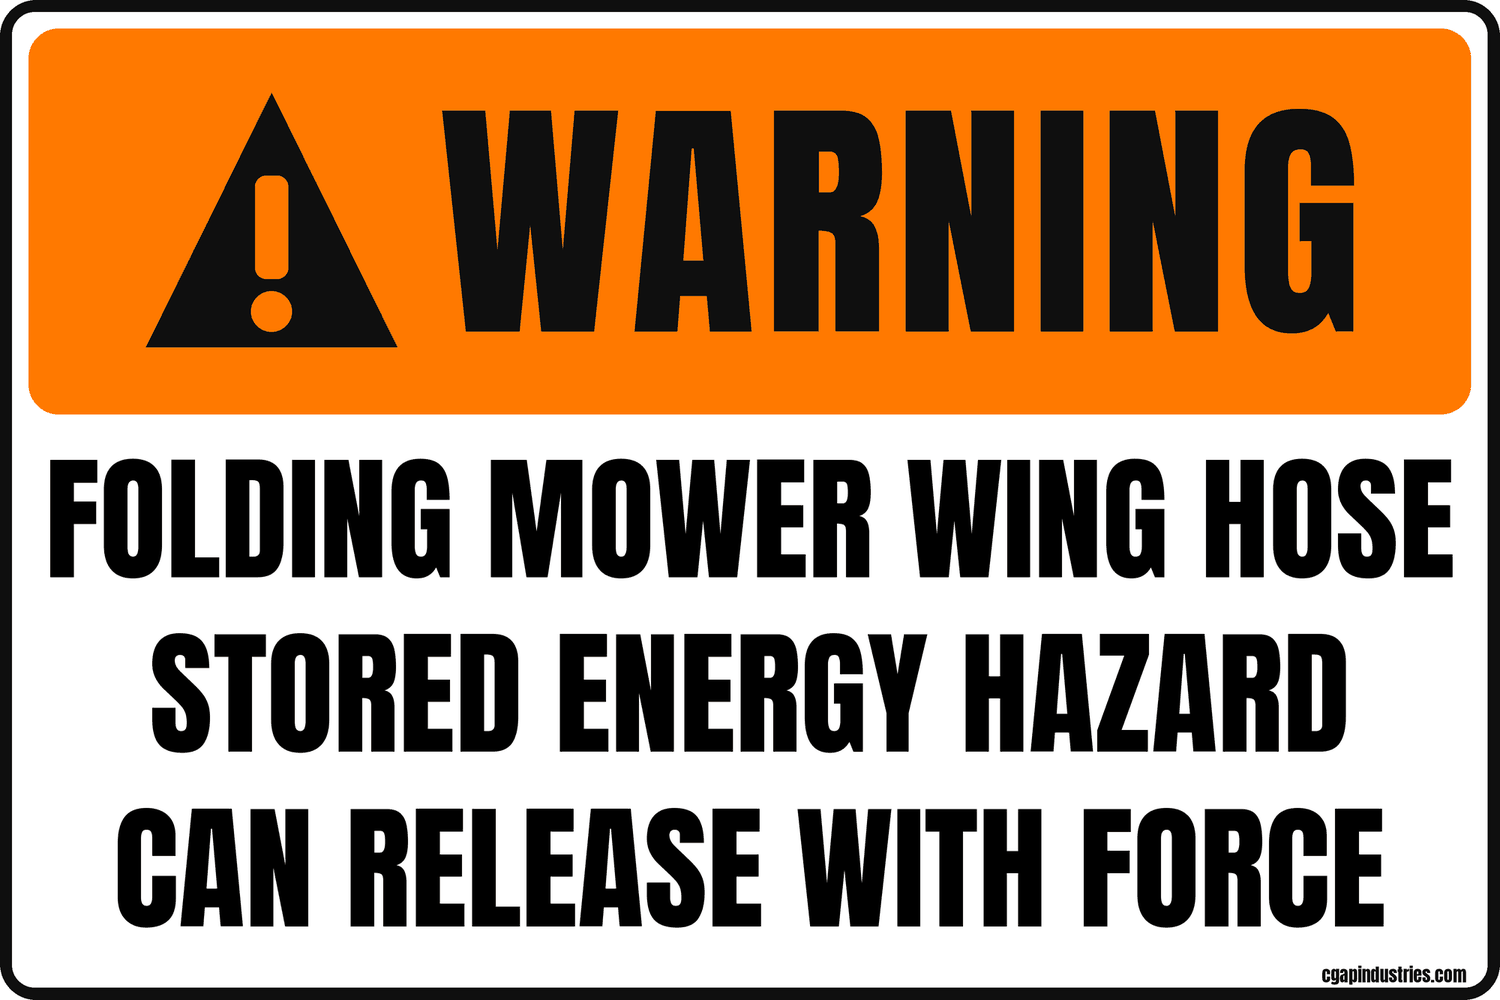 WARNING
FOLDING MOWER WING HOSE
STORED ENERGY HAZARD
CAN RELEASE WITH FORCE
cgapindustries.com